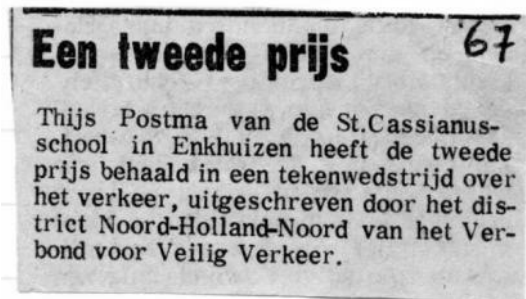 Een tweede prijs '67
Thijs Postma van de St.Cassianus-
school in Enkhuizen heeft de tweede
prijs behaald in een tekenwedstrijd over
het verkeer, uitgeschreven door het dis-
trict Noord-Holland-Noord van het Ver-
bond voor Veilig Verkeer.